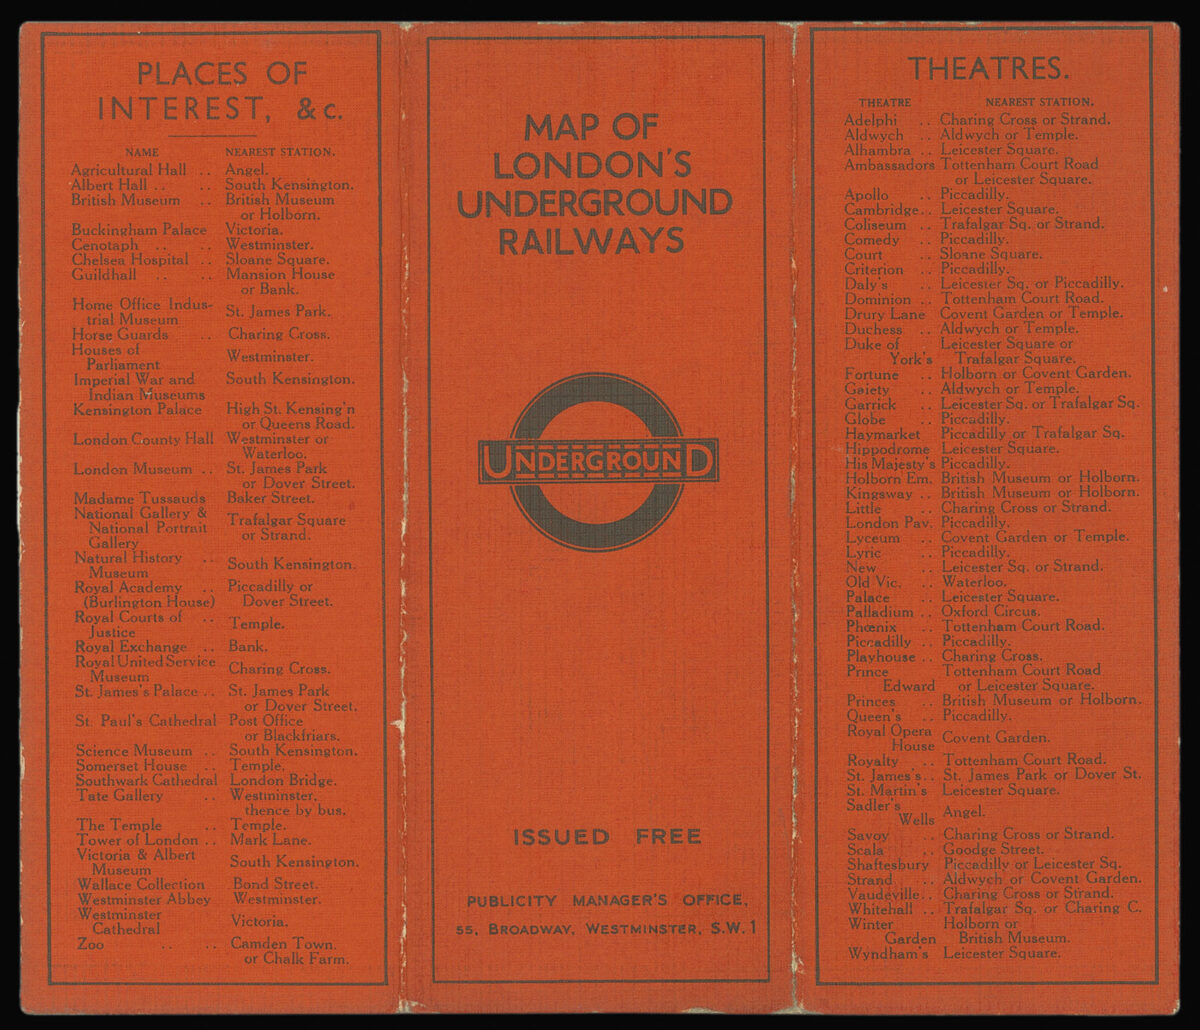 PLACES OF
INTEREST, & c.
NAME NEAREST STATION.
Agricultural Hall .. Angel.
Albert Hall .. .. South Kensington.
British Museum .. British Museum
or Holborn.
Buckingham Palace Victoria.
Cenotaph .. .. Westminster.
Chelsea Hospital .. Sloane Square.
Guildhall .. .. Mansion House
or Bank.
Home Office Indus-
trial Museum St. James Park.
Horse Guards .. Charing Cross.
Houses of
Parliament Westminster.
Imperial War and
Indian Museums South Kensington.
Kensington Palace High St. Kensing'n
or Queens Road.
London County Hall Westminster or
Waterloo.
London Museum .. St. James Park
or Dover Street.
Madame Tussauds Baker Street.
National Gallery &
National Portrait
Gallery Trafalgar Square
or Strand.
Natural History ..
Museum South Kensington.
Royal Academy .. Piccadilly or
(Burlington House) Dover Street.
Royal Courts of ..
Justice Temple.
Royal Exchange .. Bank.
Royal United Service
Museum Charing Cross.
St. James's Palace .. St. James Park
or Dover Street.
St. Paul's Cathedral Post Office
or Blackfriars.
Science Museum .. South Kensington.
Somerset House .. Temple.
Southwark Cathedral London Bridge.
Tate Gallery .. Westminster,
thence by bus.
The Temple .. Temple.
Tower of London .. Mark Lane.
Victoria & Albert
Museum South Kensington.
Wallace Collection Bond Street.
Westminster Abbey Westminster.
Westminster
Cathedral Victoria.
Zoo .. .. Camden Town.
or Chalk Farm.
MAP OF
LONDON'S
UNDERGROUND
RAILWAYS
UNDERGROUND
ISSUED FREE
PUBLICITY MANAGER'S OFFICE,
55, BROADWAY, WESTMINSTER, S.W.1
THEATRES.
THEATRE NEAREST STATION.
Adelphi .. Charing Cross or Strand.
Aldwych .. Aldwych or Temple.
Alhambra .. Leicester Square.
Ambassadors Tottenham Court Road
or Leicester Square.
Apollo .. Piccadilly.
Cambridge .. Leicester Square.
Coliseum .. Trafalgar Sq. or Strand.
Comedy .. Piccadilly.
Court .. Sloane Square.
Criterion .. Piccadilly.
Daly's .. Leicester Sq. or Piccadilly.
Dominion .. Tottenham Court Road.
Drury Lane Covent Garden or Temple.
Duchess .. Aldwych or Temple.
Duke of Leicester Square or
York's Trafalgar Square.
Fortune .. Holborn or Covent Garden.
Gaiety .. Aldwych or Temple.
Garrick .. Leicester Sq. or Trafalgar Sq.
Globe .. Piccadilly.
Haymarket Piccadilly or Trafalgar Sq.
Hippodrome Leicester Square.
His Majesty's Piccadilly.
Holborn Em. British Museum or Holborn.
Kingsway .. British Museum or Holborn.
Little .. Charing Cross or Strand.
London Pav. Piccadilly.
Lyceum .. Covent Garden or Temple.
Lyric .. Piccadilly.
New .. Leicester Sq. or Strand.
Old Vic. .. Waterloo.
Palace .. Leicester Square.
Palladium .. Oxford Circus.
Phœnix .. Tottenham Court Road.
Piccadilly .. Piccadilly.
Playhouse .. Charing Cross.
Prince Tottenham Court Road
Edward or Leicester Square.
Princes .. British Museum or Holborn.
Queen's .. Piccadilly.
Royal Opera
House Covent Garden.
Royalty .. Tottenham Court Road.
St. James's .. St. James Park or Dover St.
St. Martin's Leicester Square.
Sadler's
Wells Angel.
Savoy .. Charing Cross or Strand.
Scala .. Goodge Street.
Shaftesbury Piccadilly or Leicester Sq.
Strand .. Aldwych or Covent Garden.
Vaudeville .. Charing Cross or Strand.
Whitehall .. Trafalgar Sq. or Charing C.
Winter Holborn or
Garden British Museum.
Wyndham's Leicester Square.